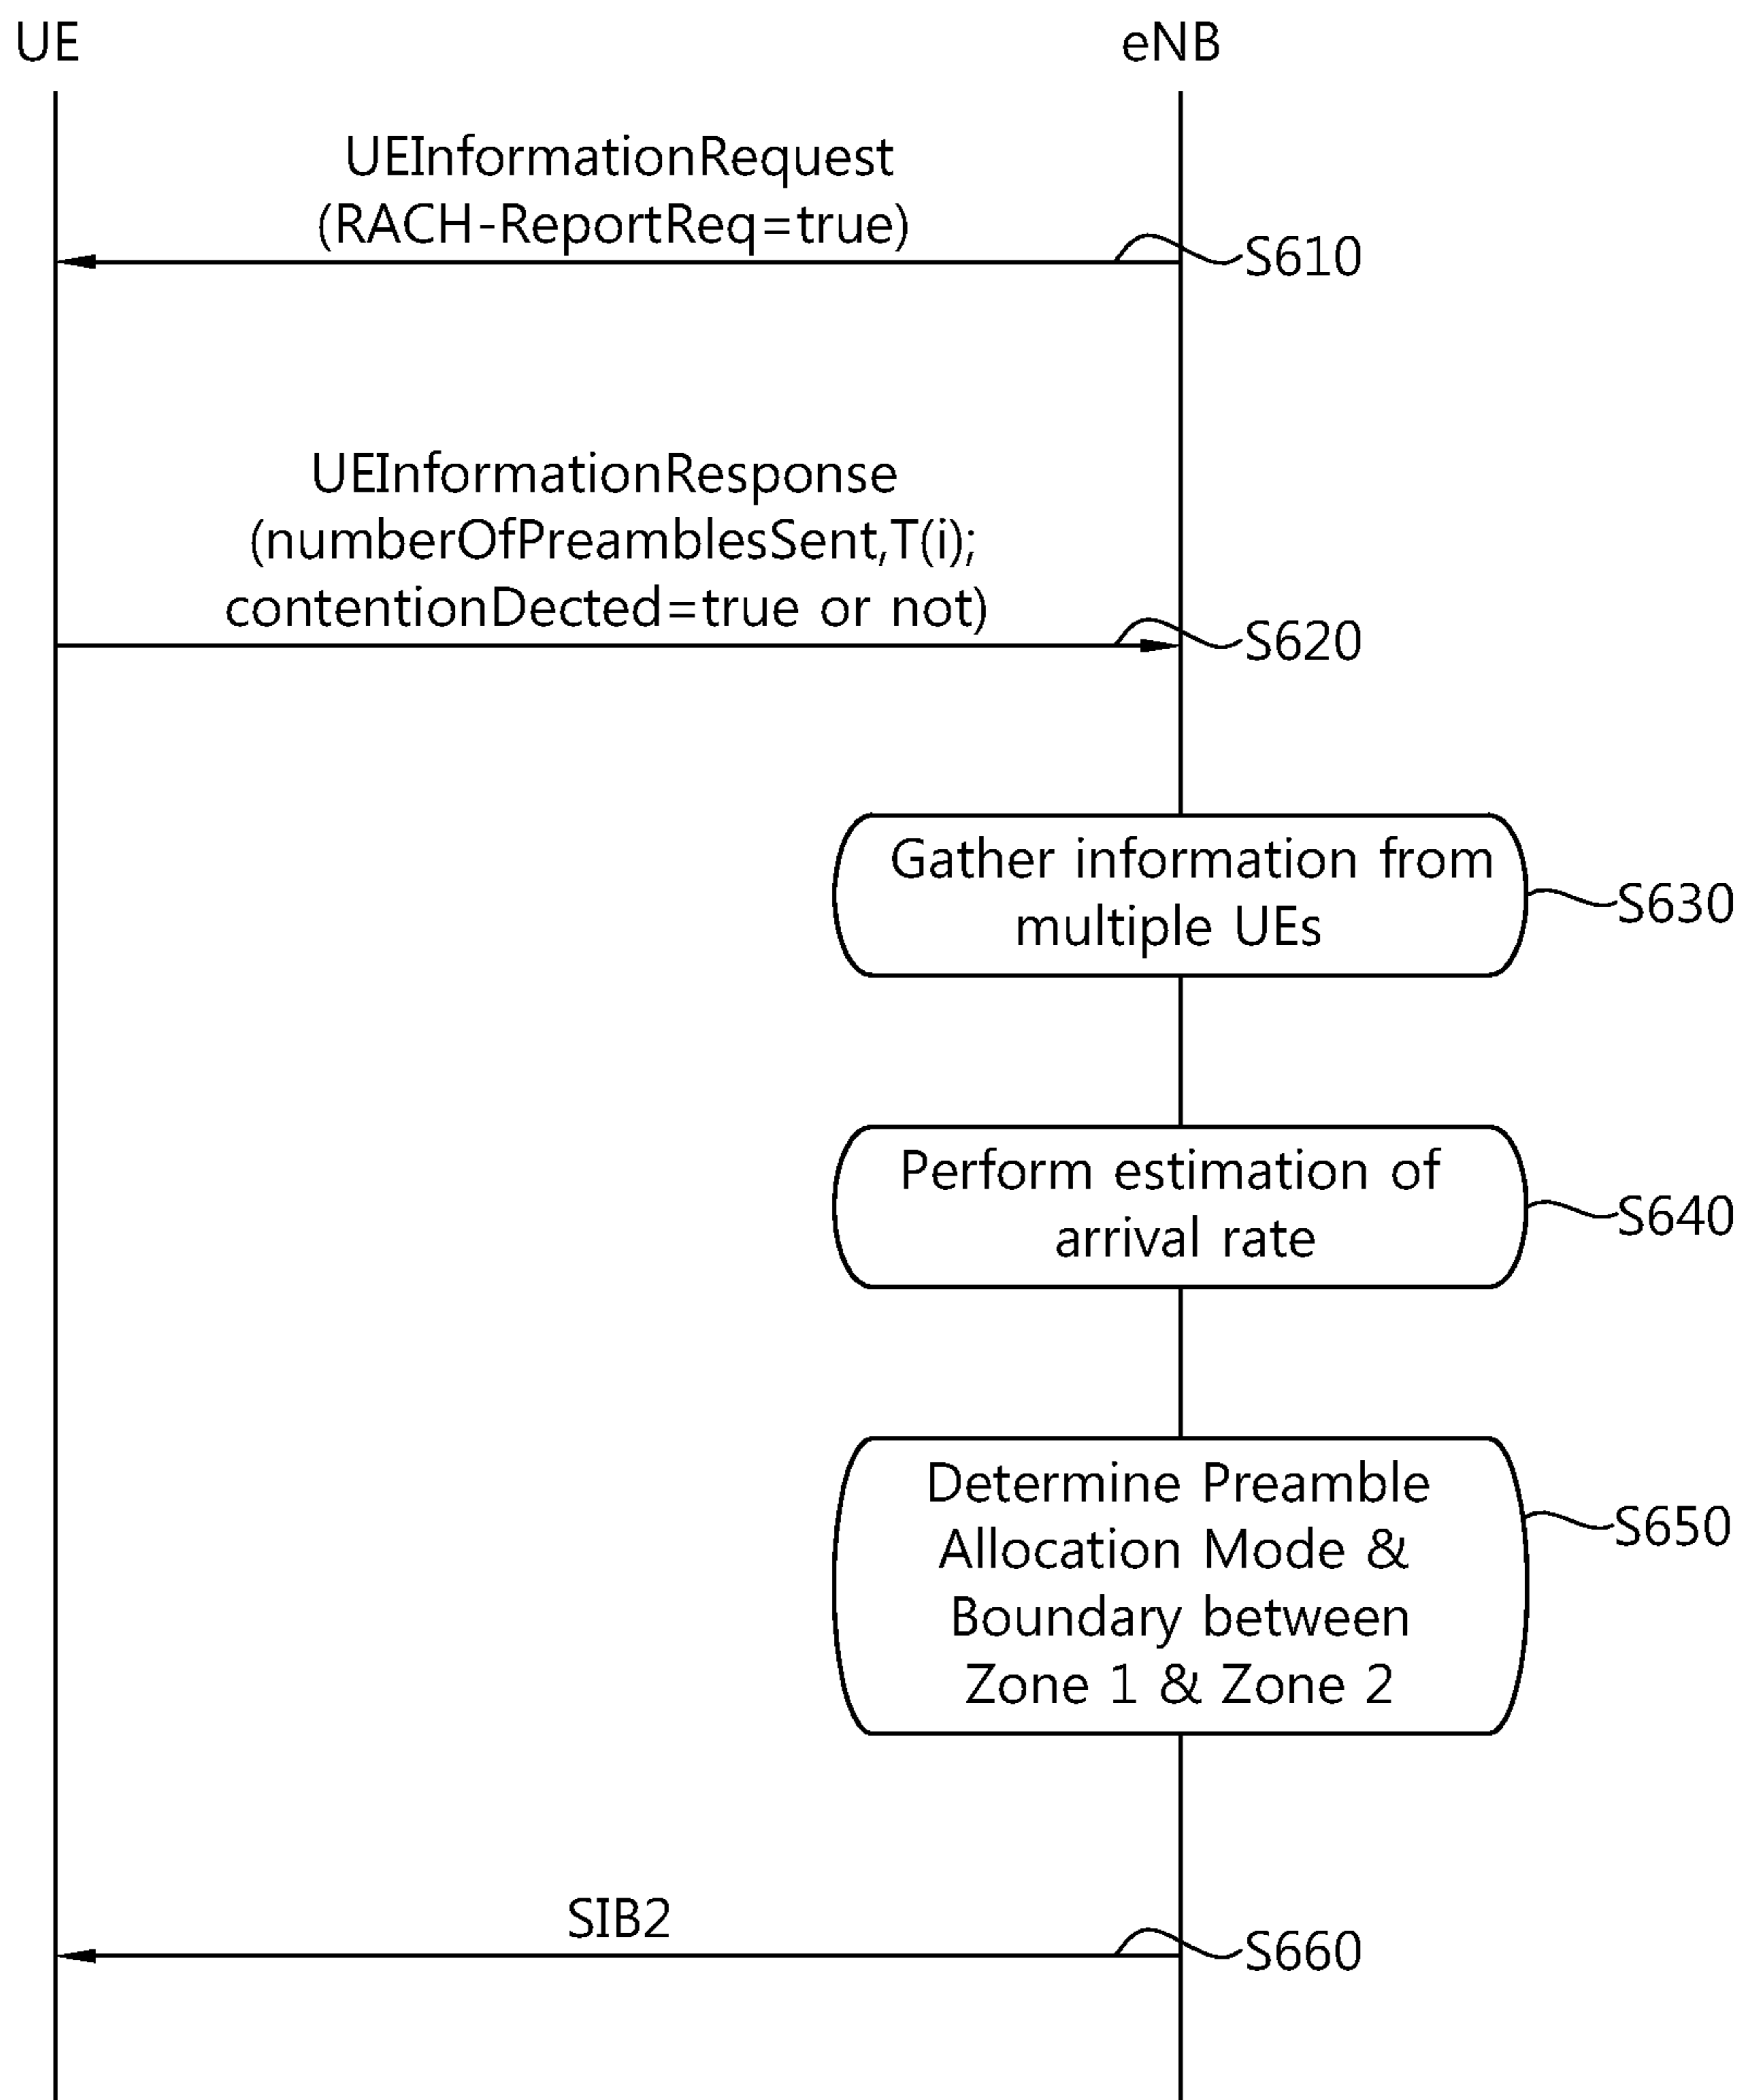 UE
eNB
UEInformationRequest
(RACH-ReportReq=true)
S610
UEInformationResponse
(numberOfPreamblesSent,T(i);
contentionDected=true or not)
S620
Gather information from
multiple UEs
S630
Perform estimation of
arrival rate
S640
Determine Preamble
Allocation Mode &
Boundary between
Zone 1 & Zone 2
S650
SIB2
S660